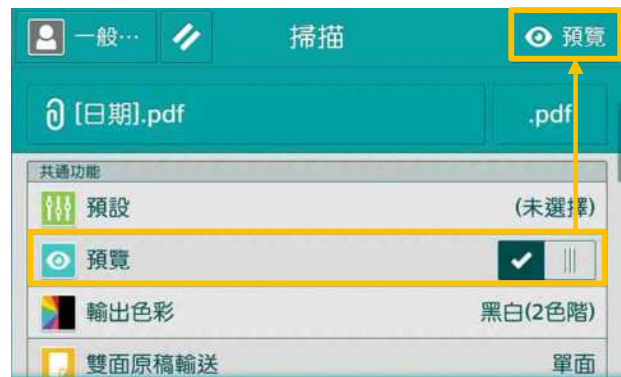 一般… 掃描 預覽
[日期].pdf .pdf
共通功能
預設 (未選擇)
預覽
輸出色彩 黑白(2色階)
雙面原稿輸送 單面